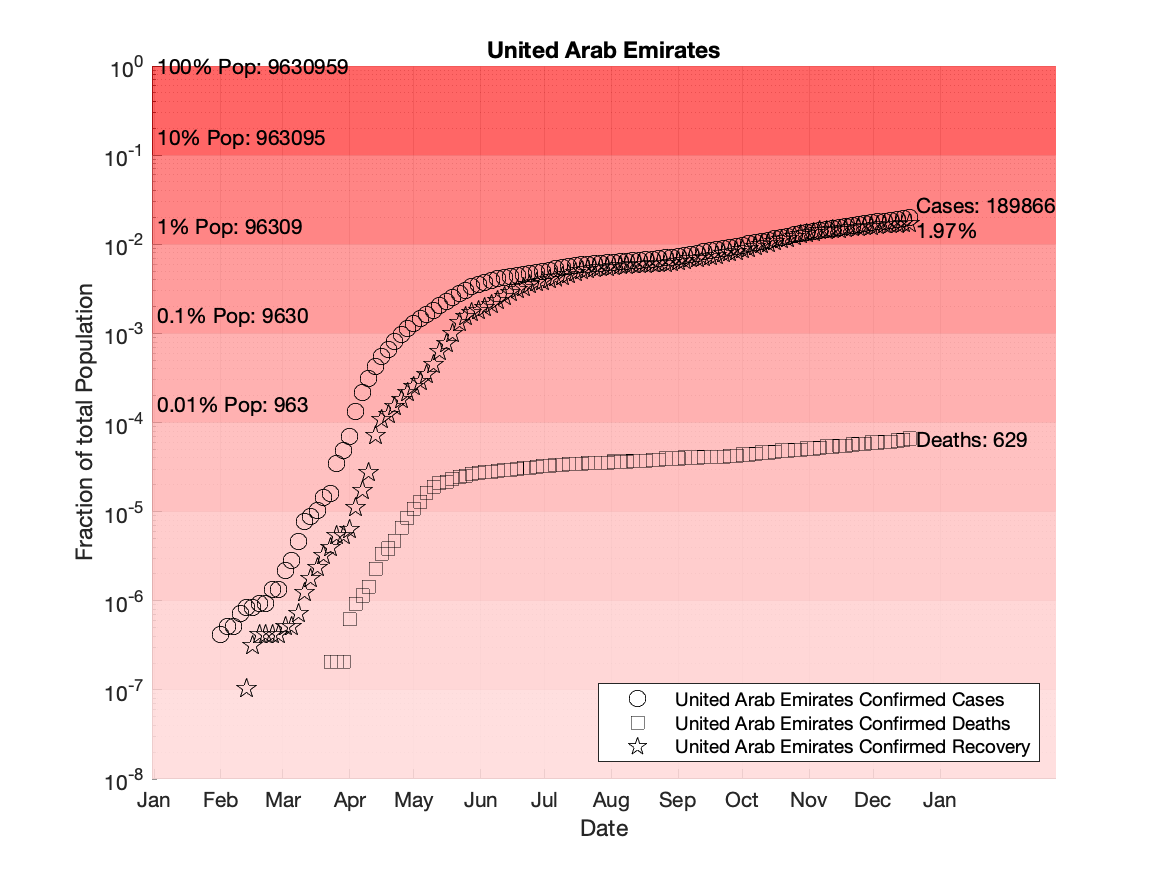 United Arab Emirates
10^0
100% Pop: 9630959
10% Pop: 963095
10^-1
1% Pop: 96309
10^-2
Cases: 189866
1.97%
0.1% Pop: 9630
10^-3
0.01% Pop: 963
10^-4
Deaths: 629
10^-5
10^-6
10^-7
10^-8
Fraction of total Population
United Arab Emirates Confirmed Cases
United Arab Emirates Confirmed Deaths
United Arab Emirates Confirmed Recovery
Jan Feb Mar Apr May Jun Jul Aug Sep Oct Nov Dec Jan
Date